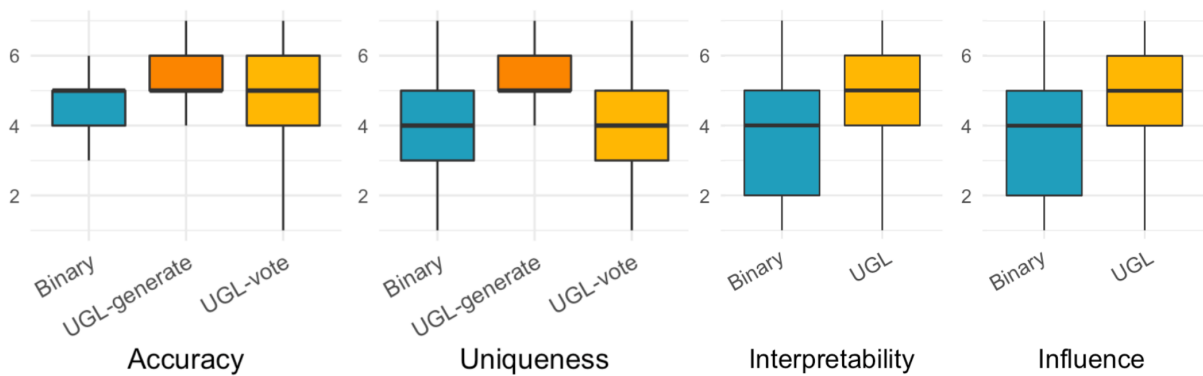 6
4
2
Binary
UGL-generate
UGL-vote
Accuracy
6
4
2
Binary
UGL-generate
UGL-vote
Uniqueness
6
4
2
Binary
UGL
Interpretability
6
4
2
Binary
UGL
Influence